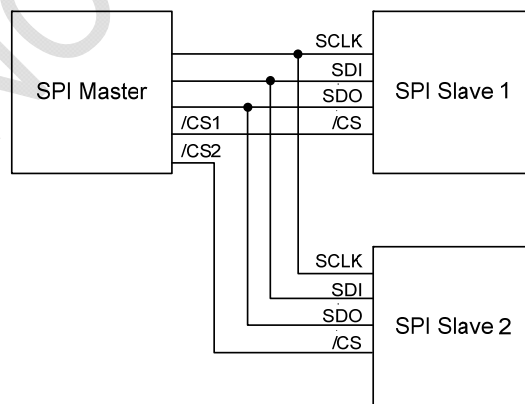 SPI Master
/CS1
/CS2
SCLK
SDI
SDO
/CS
SPI Slave 1
SCLK
SDI
SDO
/CS
SPI Slave 2